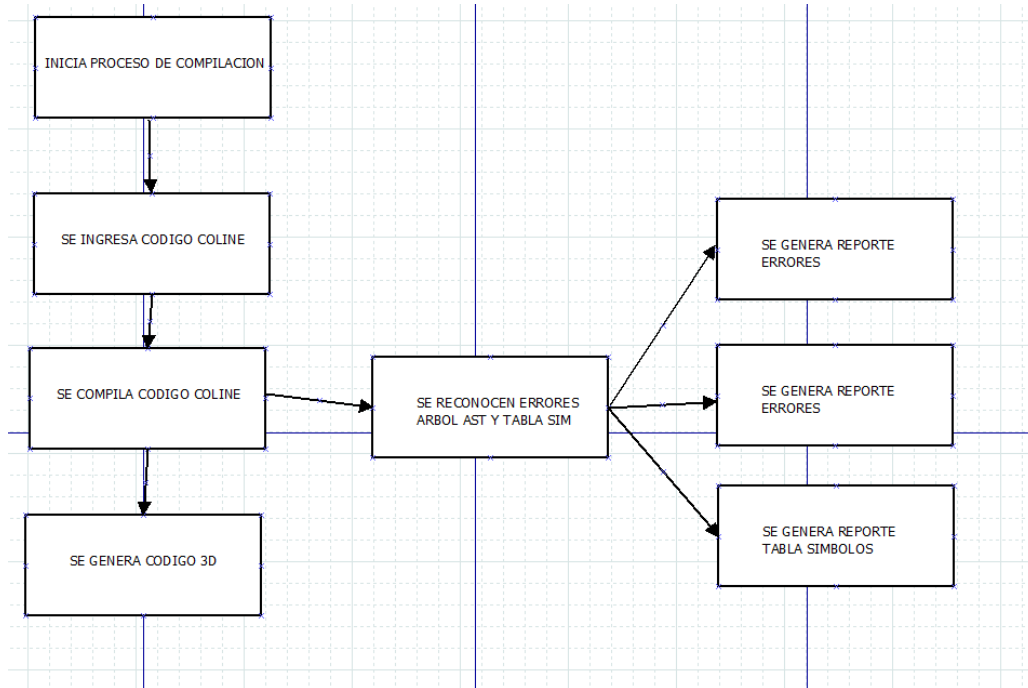 INICIA PROCESO DE COMPILACION
SE INGRESA CODIGO COLINE
SE COMPILA CODIGO COLINE
SE GENERA CODIGO 3D
SE RECONOCEN ERRORES
ARBOL AST Y TABLA SIM
SE GENERA REPORTE
ERRORES
SE GENERA REPORTE
ERRORES
SE GENERA REPORTE
TABLA SIMBOLOS